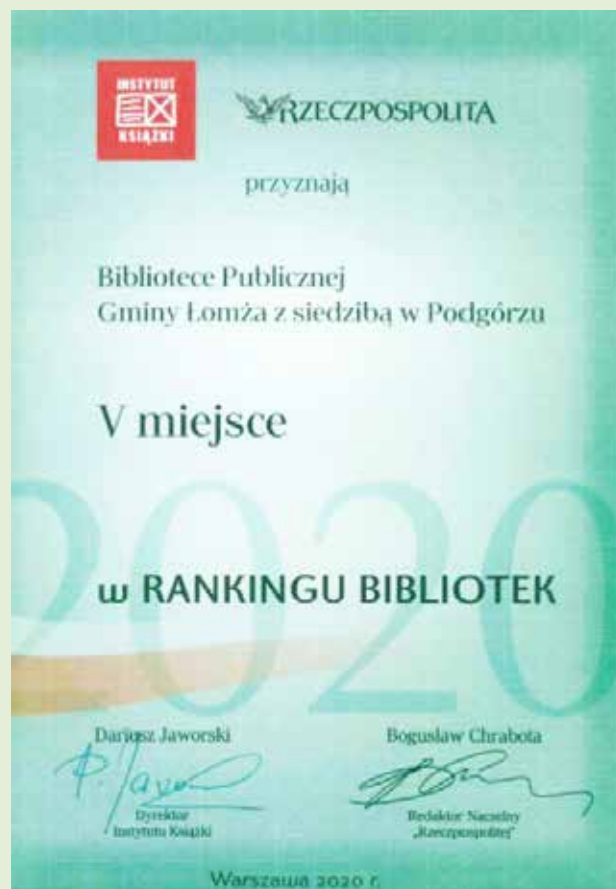 INSTYTUT
KSIĄŻKI
RZECZPOSPOLITA
przyznają
Bibliotece Publicznej
Gminy Łomża z siedzibą w Podgórzu
V miejsce
2020
w RANKINGU BIBLIOTEK
Dariusz Jaworski
Bogusław Chrabota
Dyrektor
Instytutu Książki
Redaktor Naczelny
„Rzeczpospolitej”
Warszawa 2020 r.